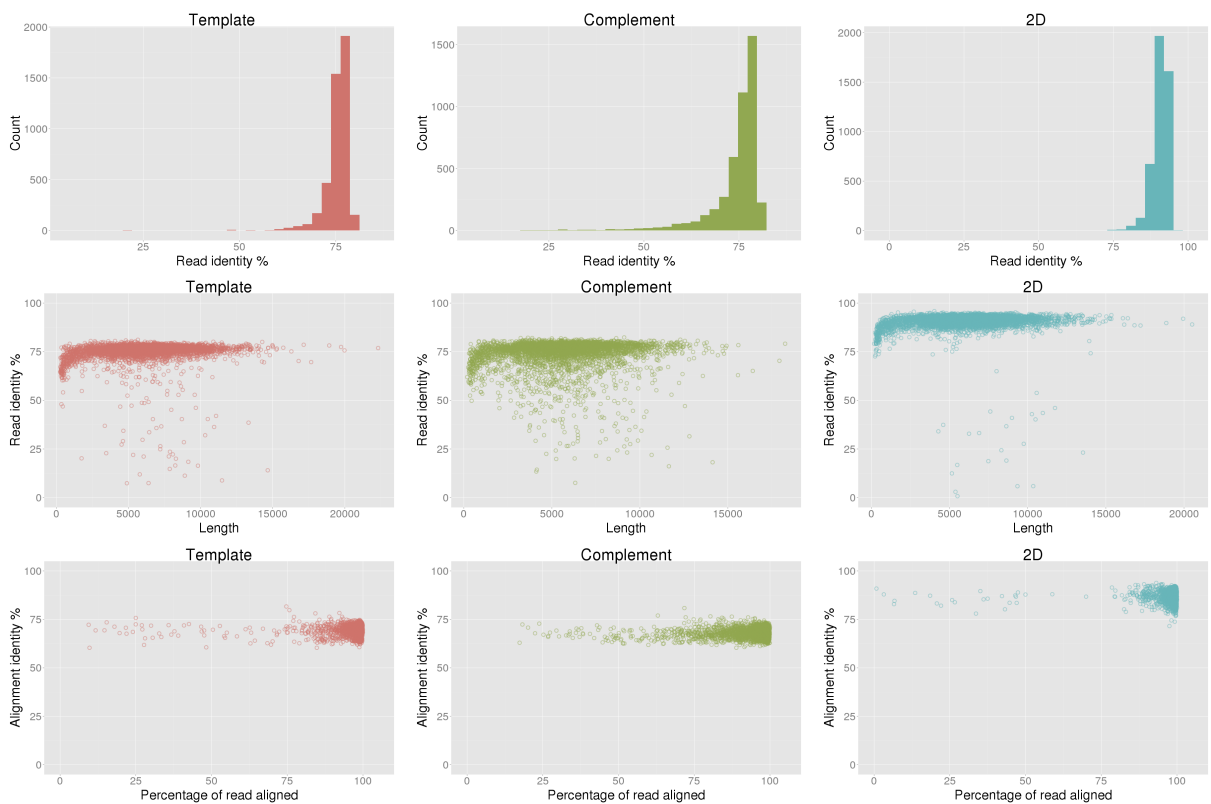 Template Complement 2D
2000
1500
1000
500
0
Count
25 50 75
Read identity %
1500
1000
500
0
Count
25 50 75
Read identity %
2000
1500
1000
500
0
Count
0 25 50 75 100
Read identity %
Template Complement 2D
100
75
50
25
0
Read identity %
0 5000 10000 15000 20000
Length
100
75
50
25
0
Read identity %
0 5000 10000 15000
Length
100
75
50
25
0
Read identity %
0 5000 10000 15000 20000
Length
Template Complement 2D
100
75
50
25
0
Alignment identity %
0 25 50 75 100
Percentage of read aligned
100
75
50
25
0
Alignment identity %
0 25 50 75 100
Percentage of read aligned
100
75
50
25
0
Alignment identity %
0 25 50 75 100
Percentage of read aligned